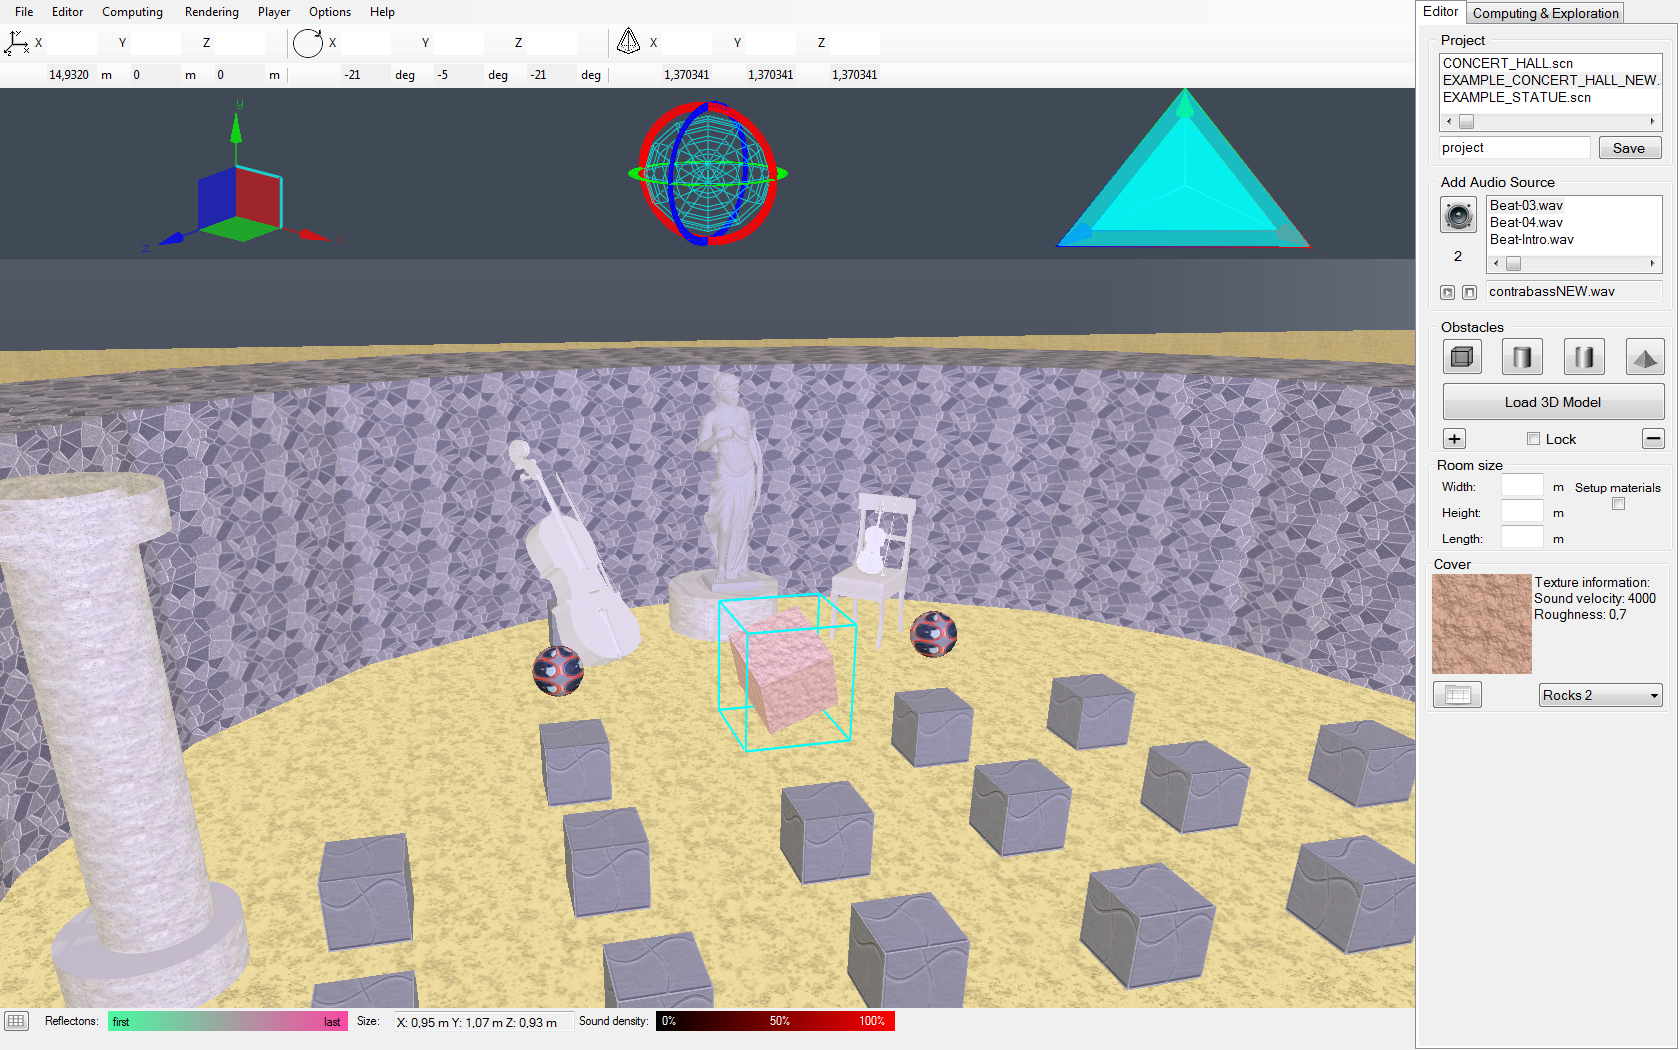 File Editor Computing Rendering Player Options Help
X Y Z X Y Z X Y Z
14,9320 m 0 m 0 m -21 deg -5 deg -21 deg 1,370341 1,370341 1,370341
y
z
x
Editor Computing & Exploration
Project
CONCERT_HALL.scn
EXAMPLE_CONCERT_HALL_NEW.
EXAMPLE_STATUE.scn
project Save
Add Audio Source
Beat-03.wav
Beat-04.wav
Beat-Intro.wav
2
contrabassNEW.wav
Obstacles
Load 3D Model
+ Lock −
Room size
Width: m Setup materials
Height: m
Length: m
Cover
Texture information:
Sound velocity: 4000
Roughness: 0,7
Rocks 2
Reflectons: first last Size: X: 0,95 m Y: 1,07 m Z: 0,93 m Sound density: 0% 50% 100%